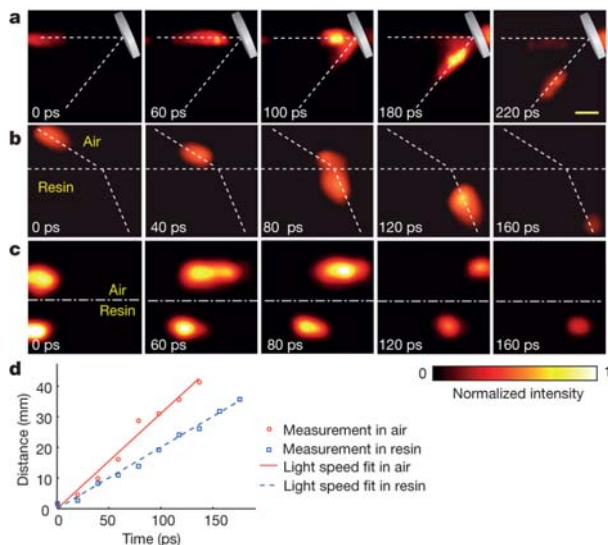 a
0 ps
60 ps
100 ps
180 ps
220 ps
b
Air
Resin
0 ps
40 ps
80 ps
120 ps
160 ps
c
Air
Resin
0 ps
60 ps
80 ps
120 ps
160 ps
0
1
Normalized intensity
d
Distance (mm)
40
30
20
10
0
0
50
100
150
Time (ps)
Measurement in air
Measurement in resin
Light speed fit in air
Light speed fit in resin